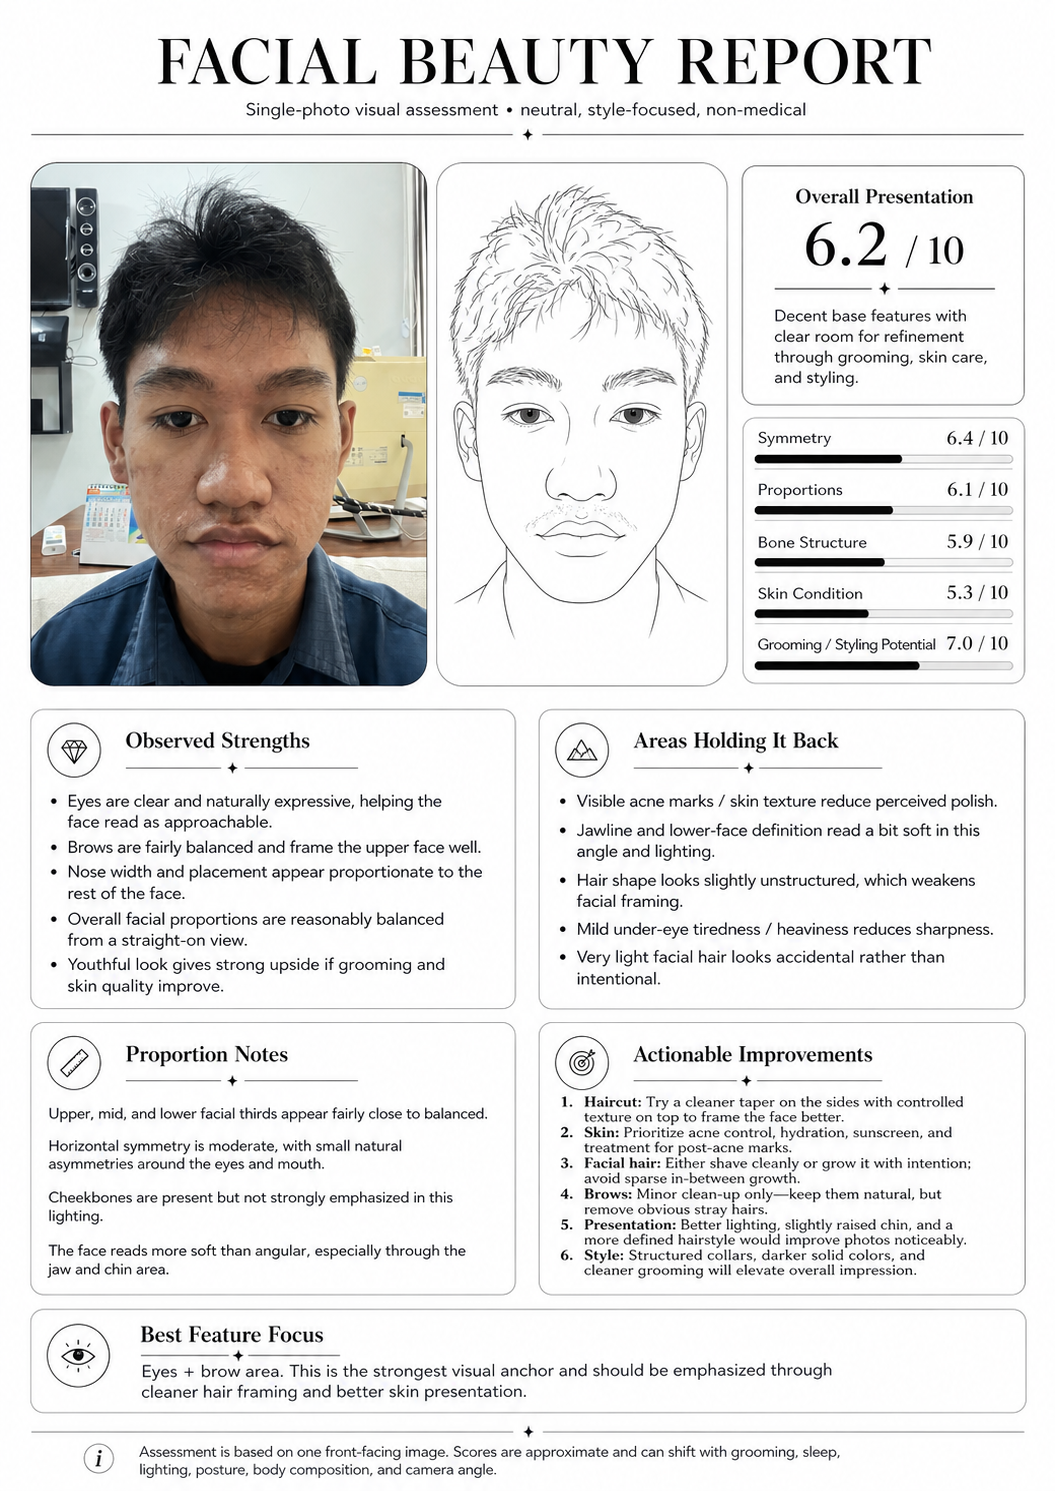 FACIAL BEAUTY REPORT
Single-photo visual assessment • neutral, style-focused, non-medical
Overall Presentation
6.2 / 10
Decent base features with
clear room for refinement
through grooming, skin care,
and styling.
Symmetry 6.4 / 10
Proportions 6.1 / 10
Bone Structure 5.9 / 10
Skin Condition 5.3 / 10
Grooming / Styling Potential 7.0 / 10
Observed Strengths
• Eyes are clear and naturally expressive, helping the
face read as approachable.
• Brows are fairly balanced and frame the upper face well.
• Nose width and placement appear proportionate to the
rest of the face.
• Overall facial proportions are reasonably balanced
from a straight-on view.
• Youthful look gives strong upside if grooming and
skin quality improve.
Areas Holding It Back
• Visible acne marks / skin texture reduce perceived polish.
• Jawline and lower-face definition read a bit soft in this
angle and lighting.
• Hair shape looks slightly unstructured, which weakens
facial framing.
• Mild under-eye tiredness / heaviness reduces sharpness.
• Very light facial hair looks accidental rather than
intentional.
Proportion Notes
Upper, mid, and lower facial thirds appear fairly close to balanced.
Horizontal symmetry is moderate, with small natural
asymmetries around the eyes and mouth.
Cheekbones are present but not strongly emphasized in this
lighting.
The face reads more soft than angular, especially through the
jaw and chin area.
Actionable Improvements
1. Haircut: Try a cleaner taper on the sides with controlled
texture on top to frame the face better.
2. Skin: Prioritize acne control, hydration, sunscreen, and
treatment for post-acne marks.
3. Facial hair: Either shave cleanly or grow it with intention;
avoid sparse in-between growth.
4. Brows: Minor clean-up only—keep them natural, but
remove obvious stray hairs.
5. Presentation: Better lighting, slightly raised chin, and a
more defined hairstyle would improve photos noticeably.
6. Style: Structured collars, darker solid colors, and
cleaner grooming will elevate overall impression.
Best Feature Focus
Eyes + brow area. This is the strongest visual anchor and should be emphasized through
cleaner hair framing and better skin presentation.
i
Assessment is based on one front-facing image. Scores are approximate and can shift with grooming, sleep,
lighting, posture, body composition, and camera angle.